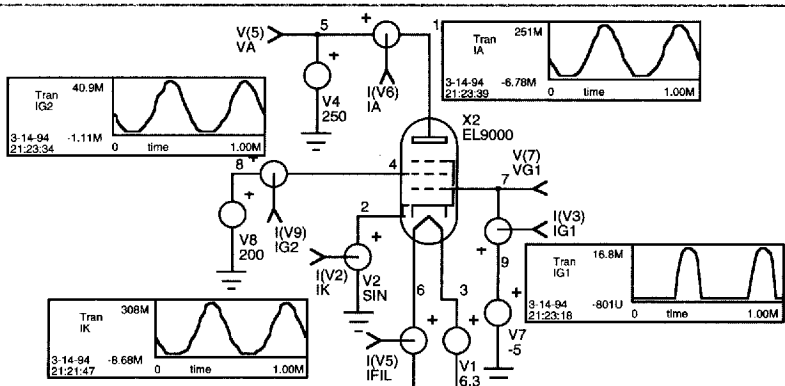 V(5)
VA
5
+
+
1
I(V6)
IA
V4
250
Tran
IA
251M
-6.78M
3-14-94
21:23:39
0 time 1.00M
Tran
IG2
40.9M
-1.11M
3-14-94
21:23:34
0 time 1.00M
X2
EL9000
8
+
4
7
V(7)
VG1
+
I(V9)
IG2
V8
200
2
+
I(V2)
IK
V2
SIN
I(V3)
IG1
+
9
Tran
IG1
16.8M
-801U
3-14-94
21:23:18
0 time 1.00M
+
V7
-5
6
3
Tran
IK
308M
-8.68M
3-14-94
21:21:47
0 time 1.00M
+
+
I(V5)
IFIL
V1
6.3